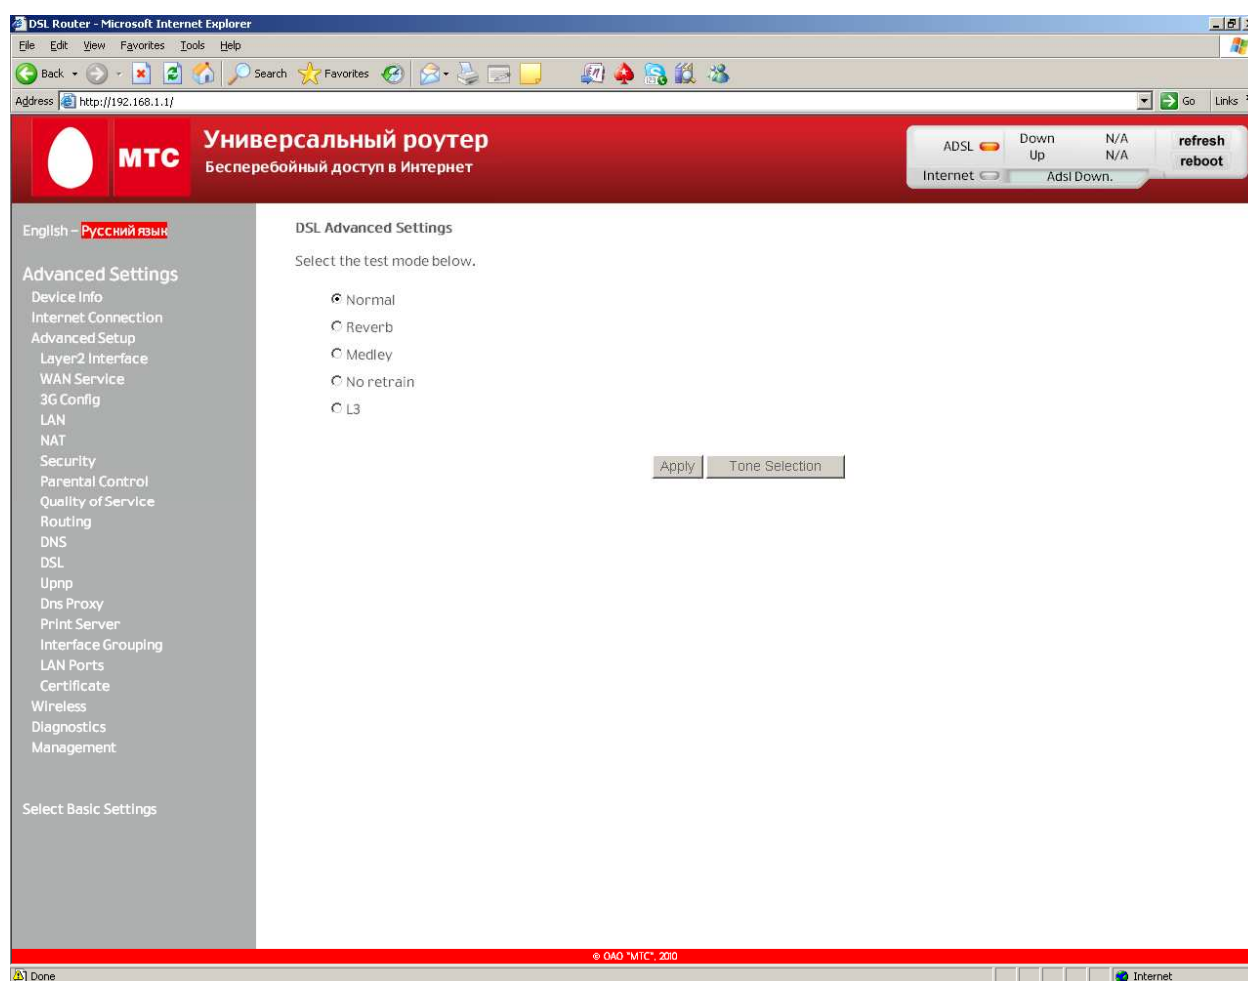 DSL Router - Microsoft Internet Explorer
File Edit View Favorites Tools Help
Back Search Favorites
Address http://192.168.1.1/ Go Links
МТС
Универсальный роутер
Бесперебойный доступ в Интернет
ADSL Down N/A refresh
Up N/A reboot
Internet Adsl Down.
English – Русский язык
Advanced Settings
Device Info
Internet Connection
Advanced Setup
Layer2 Interface
WAN Service
3G Config
LAN
NAT
Security
Parental Control
Quality of Service
Routing
DNS
DSL
Upnp
Dns Proxy
Print Server
Interface Grouping
LAN Ports
Certificate
Wireless
Diagnostics
Management
Select Basic Settings
DSL Advanced Settings
Select the test mode below.
Normal
Reverb
Medley
No retrain
L3
Apply Tone Selection
© ОАО "МТС", 2010
Done Internet